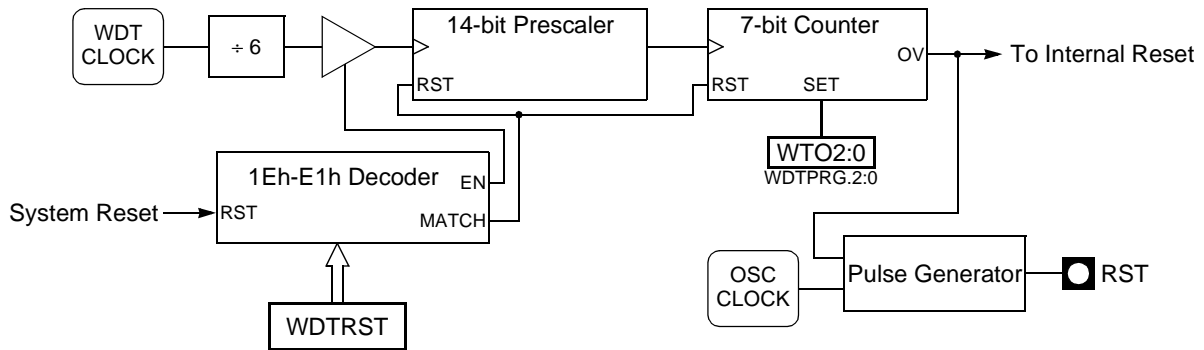 WDT
CLOCK
÷ 6
14-bit Prescaler
RST
7-bit Counter
RST
SET
OV
To Internal Reset
WTO2:0
WDTPRG.2:0
1Eh-E1h Decoder
EN
RST
MATCH
System Reset
WDTRST
OSC
CLOCK
Pulse Generator
RST